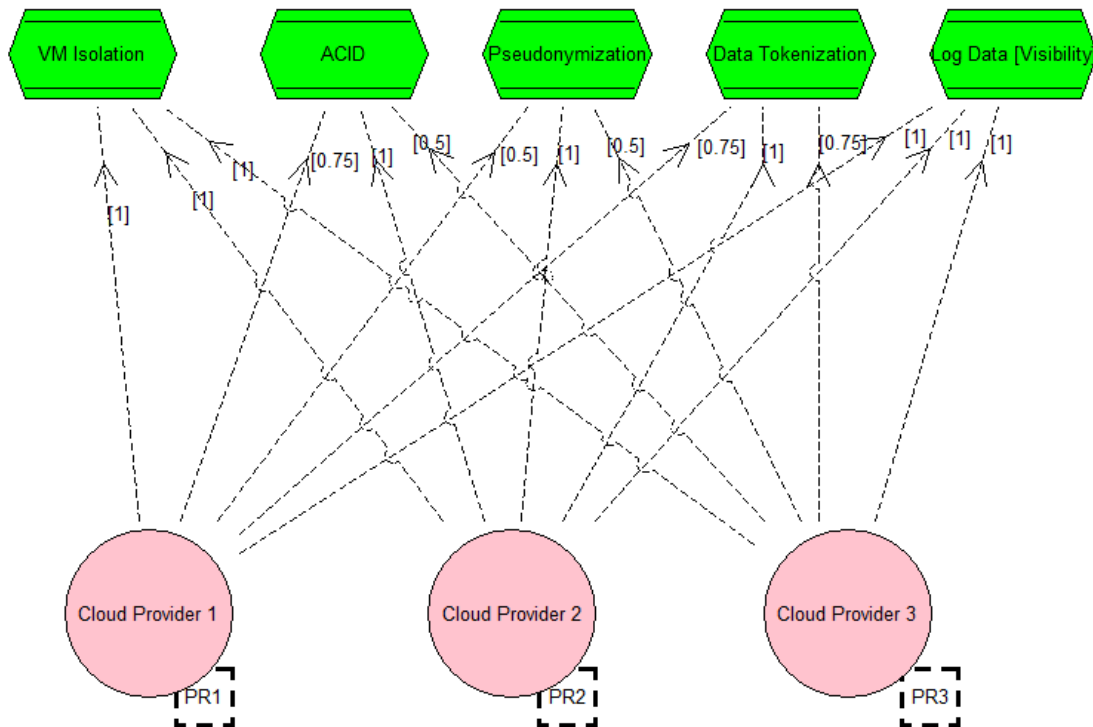 VM Isolation
ACID
Pseudonymization
Data Tokenization
Log Data [Visibility
[1]
[1]
[1]
[0.75]
[1]
[0.5]
[0.5]
[1]
[0.5]
[0.75]
[1]
[0.75]
[1]
[1]
[1]
Cloud Provider 1
Cloud Provider 2
Cloud Provider 3
PR1
PR2
PR3